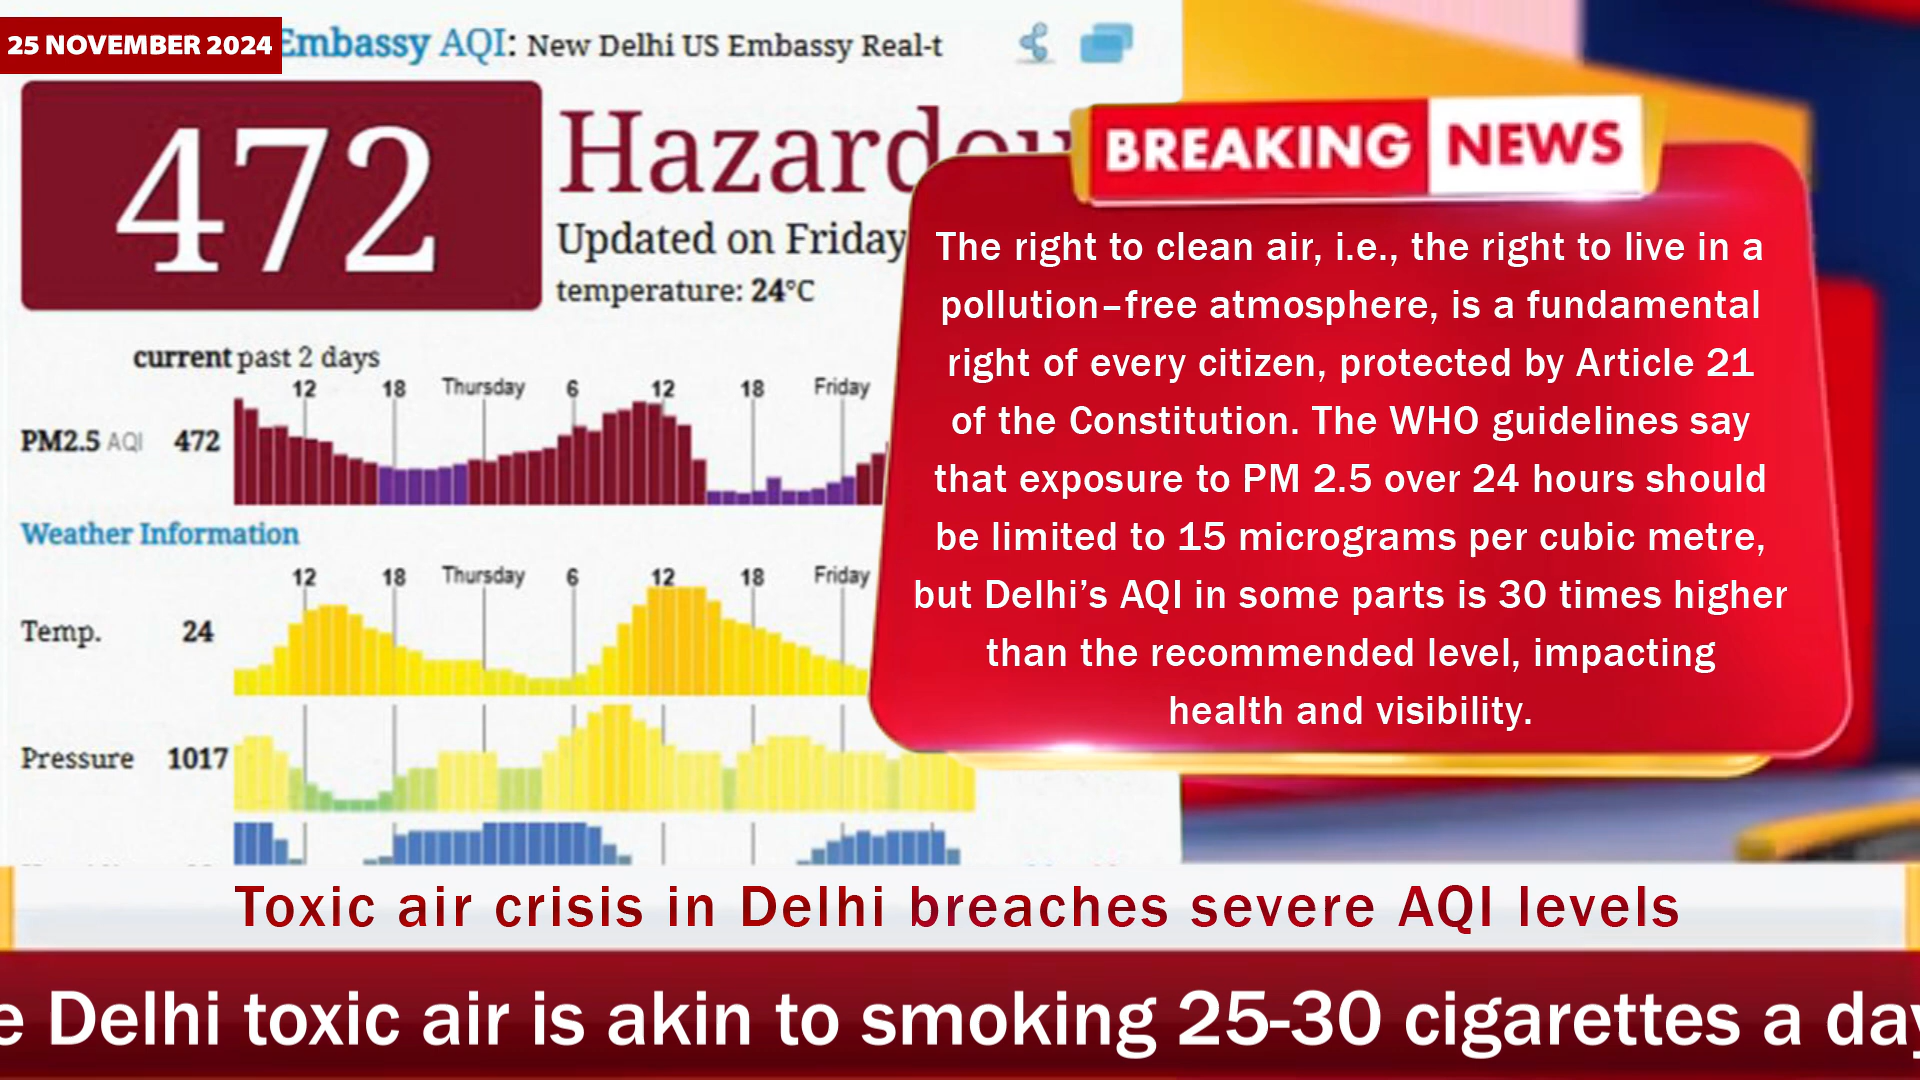 25 NOVEMBER 2024
Embassy AQI: New Delhi US Embassy Real-t
472
Updated on Friday
temperature: 24°C
current past 2 days
12 18 Thursday 6 12 18 Friday
PM2.5 AQI 472
Weather Information
12 18 Thursday 6 12 18 Friday
Temp. 24
Pressure 1017
BREAKING NEWS
The right to clean air, i.e., the right to live in a
pollution–free atmosphere, is a fundamental
right of every citizen, protected by Article 21
of the Constitution. The WHO guidelines say
that exposure to PM 2.5 over 24 hours should
be limited to 15 micrograms per cubic metre,
but Delhi's AQI in some parts is 30 times higher
than the recommended level, impacting
health and visibility.
Toxic air crisis in Delhi breaches severe AQI levels
e Delhi toxic air is akin to smoking 25-30 cigarettes a day